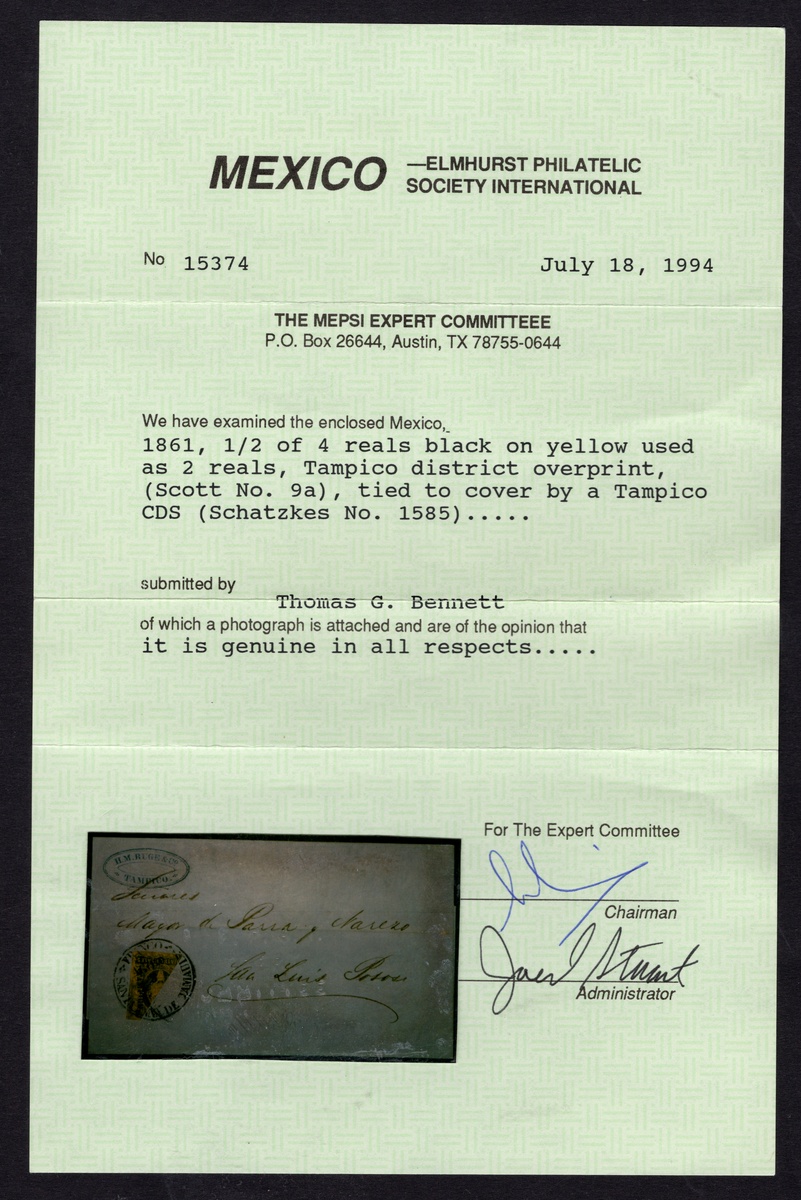 MEXICO —ELMHURST PHILATELIC
SOCIETY INTERNATIONAL
No 15374
July 18, 1994
THE MEPSI EXPERT COMMITTEEE
P.O. Box 26644, Austin, TX 78755-0644
We have examined the enclosed Mexico,
1861, 1/2 of 4 reals black on yellow used
as 2 reals, Tampico district overprint,
(Scott No. 9a), tied to cover by a Tampico
CDS (Schatzkes No. 1585).....
submitted by
Thomas G. Bennett
of which a photograph is attached and are of the opinion that
it is genuine in all respects.....
For The Expert Committee
Chairman
Joe Stuart
Administrator
TAMPICO
Señores
San Luis Potosi
FRANCO